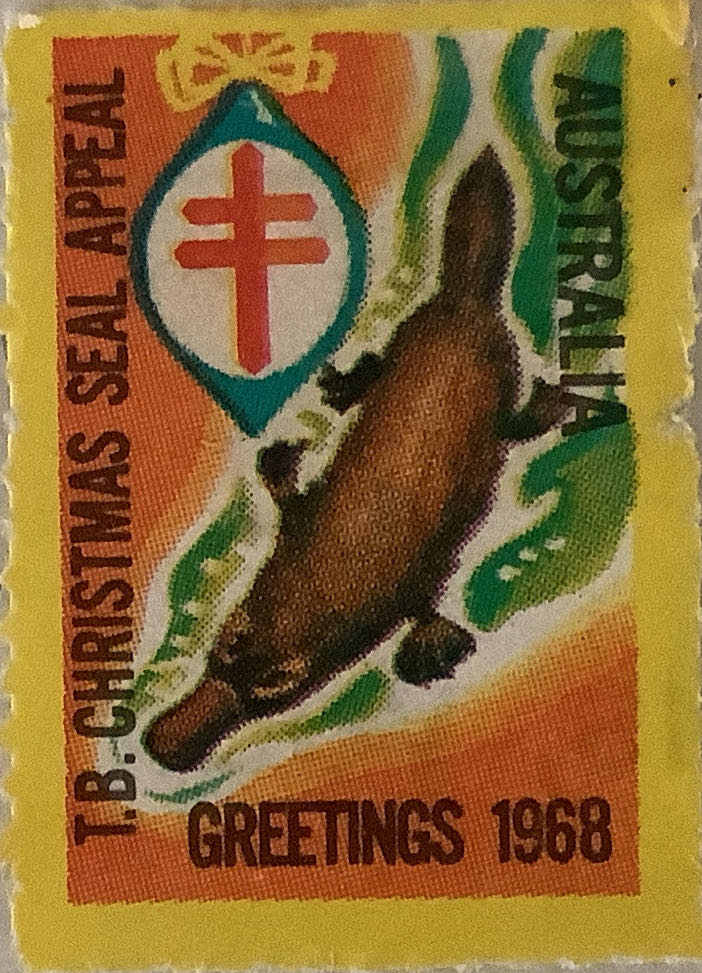 T.B. CHRISTMAS SEAL APPEAL
AUSTRALIA
GREETINGS 1968